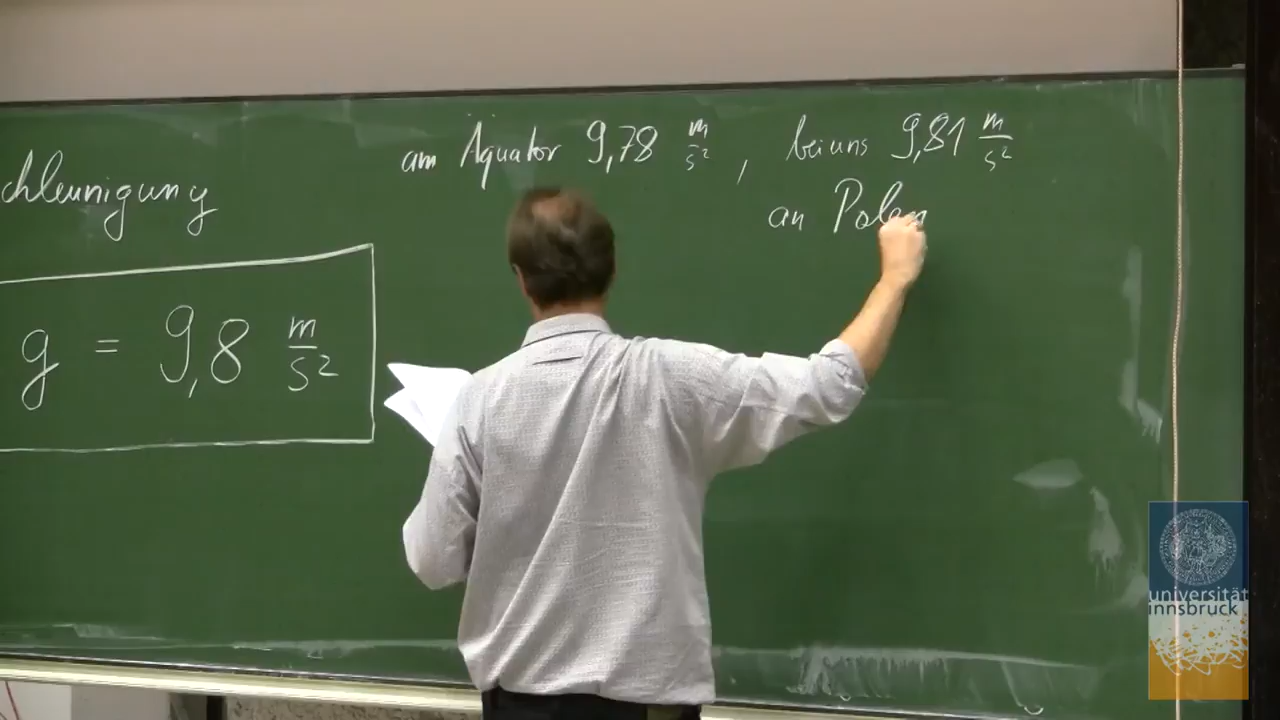 am Äquator 9,78 m/s² , bei uns 9,81 m/s²
chleunigung
an Polen
g = 9,8 m/s²
universität
innsbruck